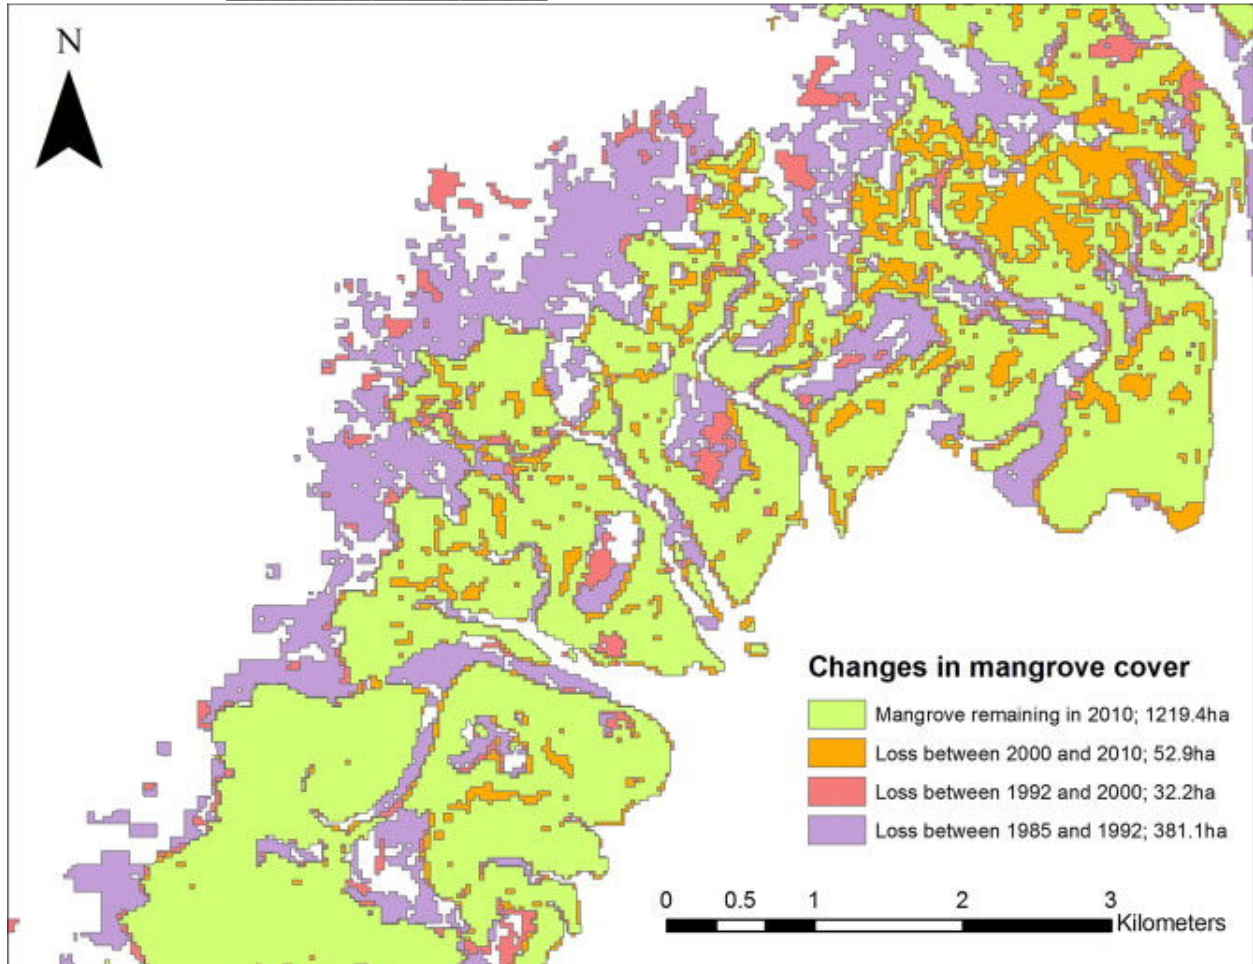 N
Changes in mangrove cover
Mangrove remaining in 2010; 1219.4ha
Loss between 2000 and 2010; 52.9ha
Loss between 1992 and 2000; 32.2ha
Loss between 1985 and 1992; 381.1ha
0 0.5 1 2 3
Kilometers